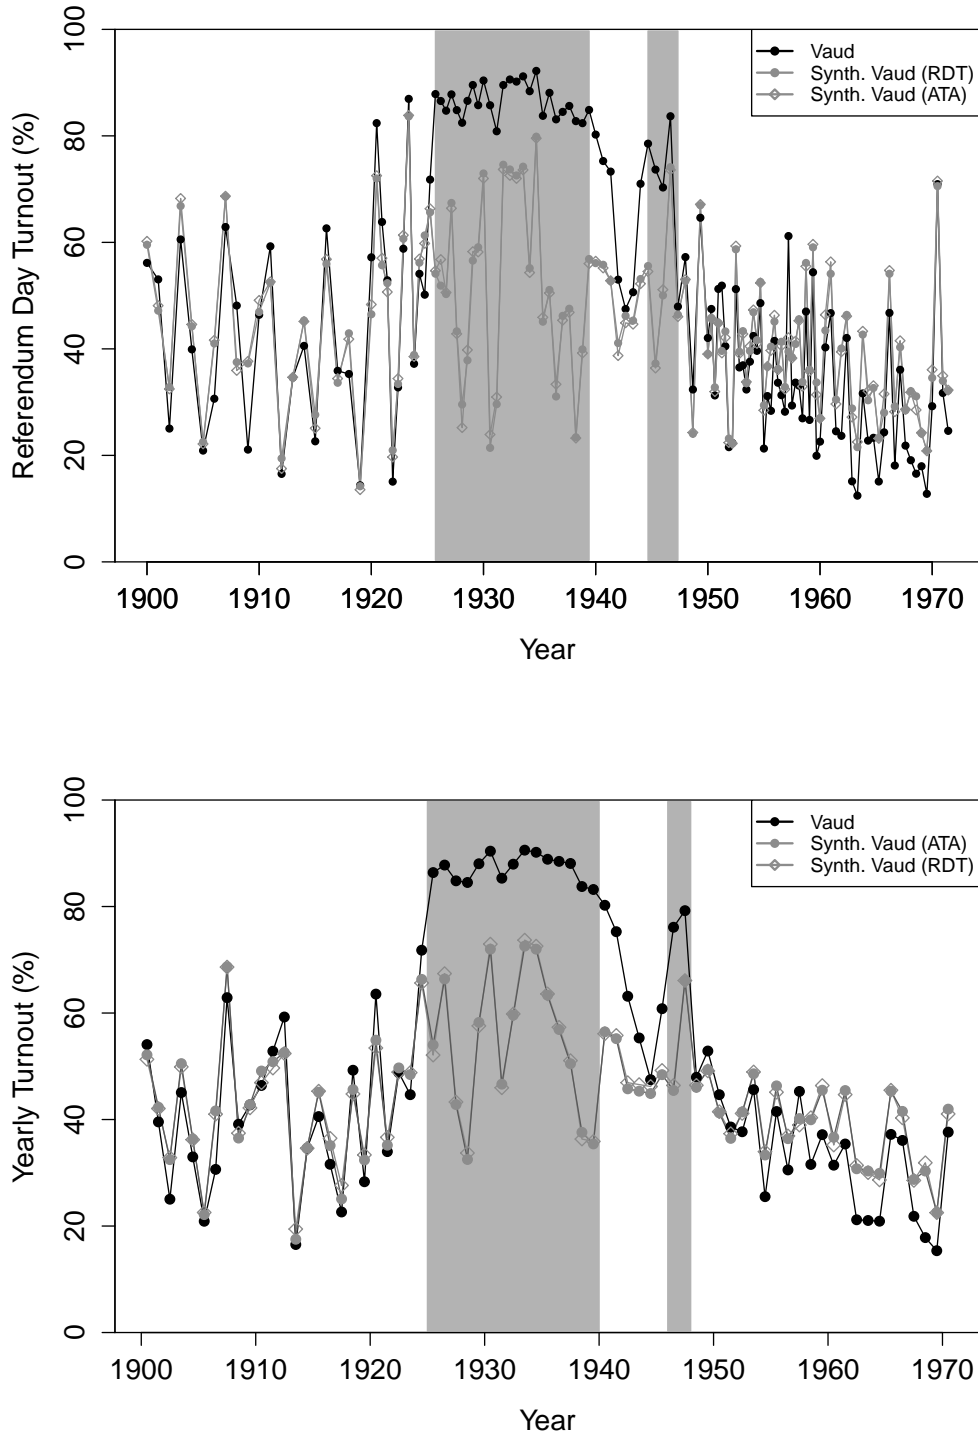 Referendum Day Turnout (%)
100
80
60
40
20
0
Vaud
Synth. Vaud (RDT)
Synth. Vaud (ATA)
1900 1910 1920 1930 1940 1950 1960 1970
Year
Yearly Turnout (%)
100
80
60
40
20
0
Vaud
Synth. Vaud (ATA)
Synth. Vaud (RDT)
1900 1910 1920 1930 1940 1950 1960 1970
Year